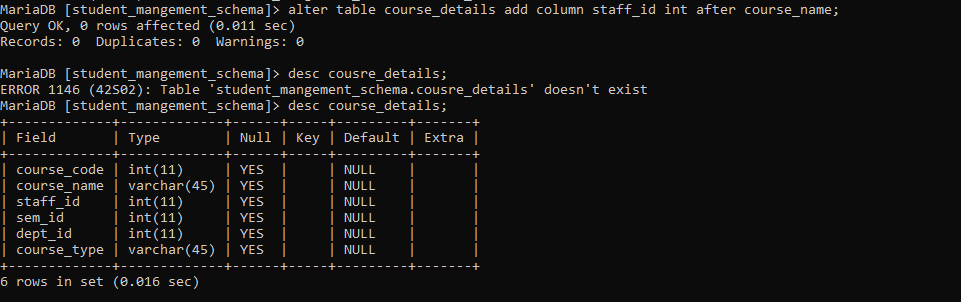 MariaDB [student_mangement_schema]> alter table course_details add column staff_id int after course_name;
Query OK, 0 rows affected (0.011 sec)
Records: 0  Duplicates: 0  Warnings: 0

MariaDB [student_mangement_schema]> desc cousre_details;
ERROR 1146 (42S02): Table 'student_mangement_schema.cousre_details' doesn't exist
MariaDB [student_mangement_schema]> desc course_details;
+-------------+-------------+------+-----+---------+-------+
| Field       | Type        | Null | Key | Default | Extra |
+-------------+-------------+------+-----+---------+-------+
| course_code | int(11)     | YES  |     | NULL    |       |
| course_name | varchar(45) | YES  |     | NULL    |       |
| staff_id    | int(11)     | YES  |     | NULL    |       |
| sem_id      | int(11)     | YES  |     | NULL    |       |
| dept_id     | int(11)     | YES  |     | NULL    |       |
| course_type | varchar(45) | YES  |     | NULL    |       |
+-------------+-------------+------+-----+---------+-------+
6 rows in set (0.016 sec)